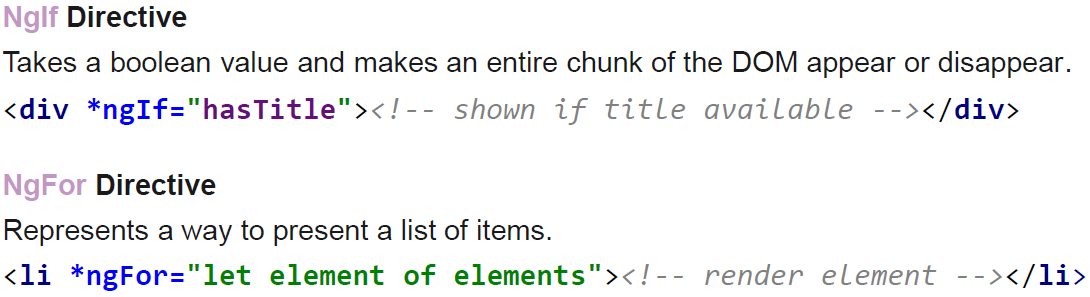 NgIf Directive
Takes a boolean value and makes an entire chunk of the DOM appear or disappear.
<div *ngIf="hasTitle"><!-- shown if title available --></div>
NgFor Directive
Represents a way to present a list of items.
<li *ngFor="let element of elements"><!-- render element --></li>